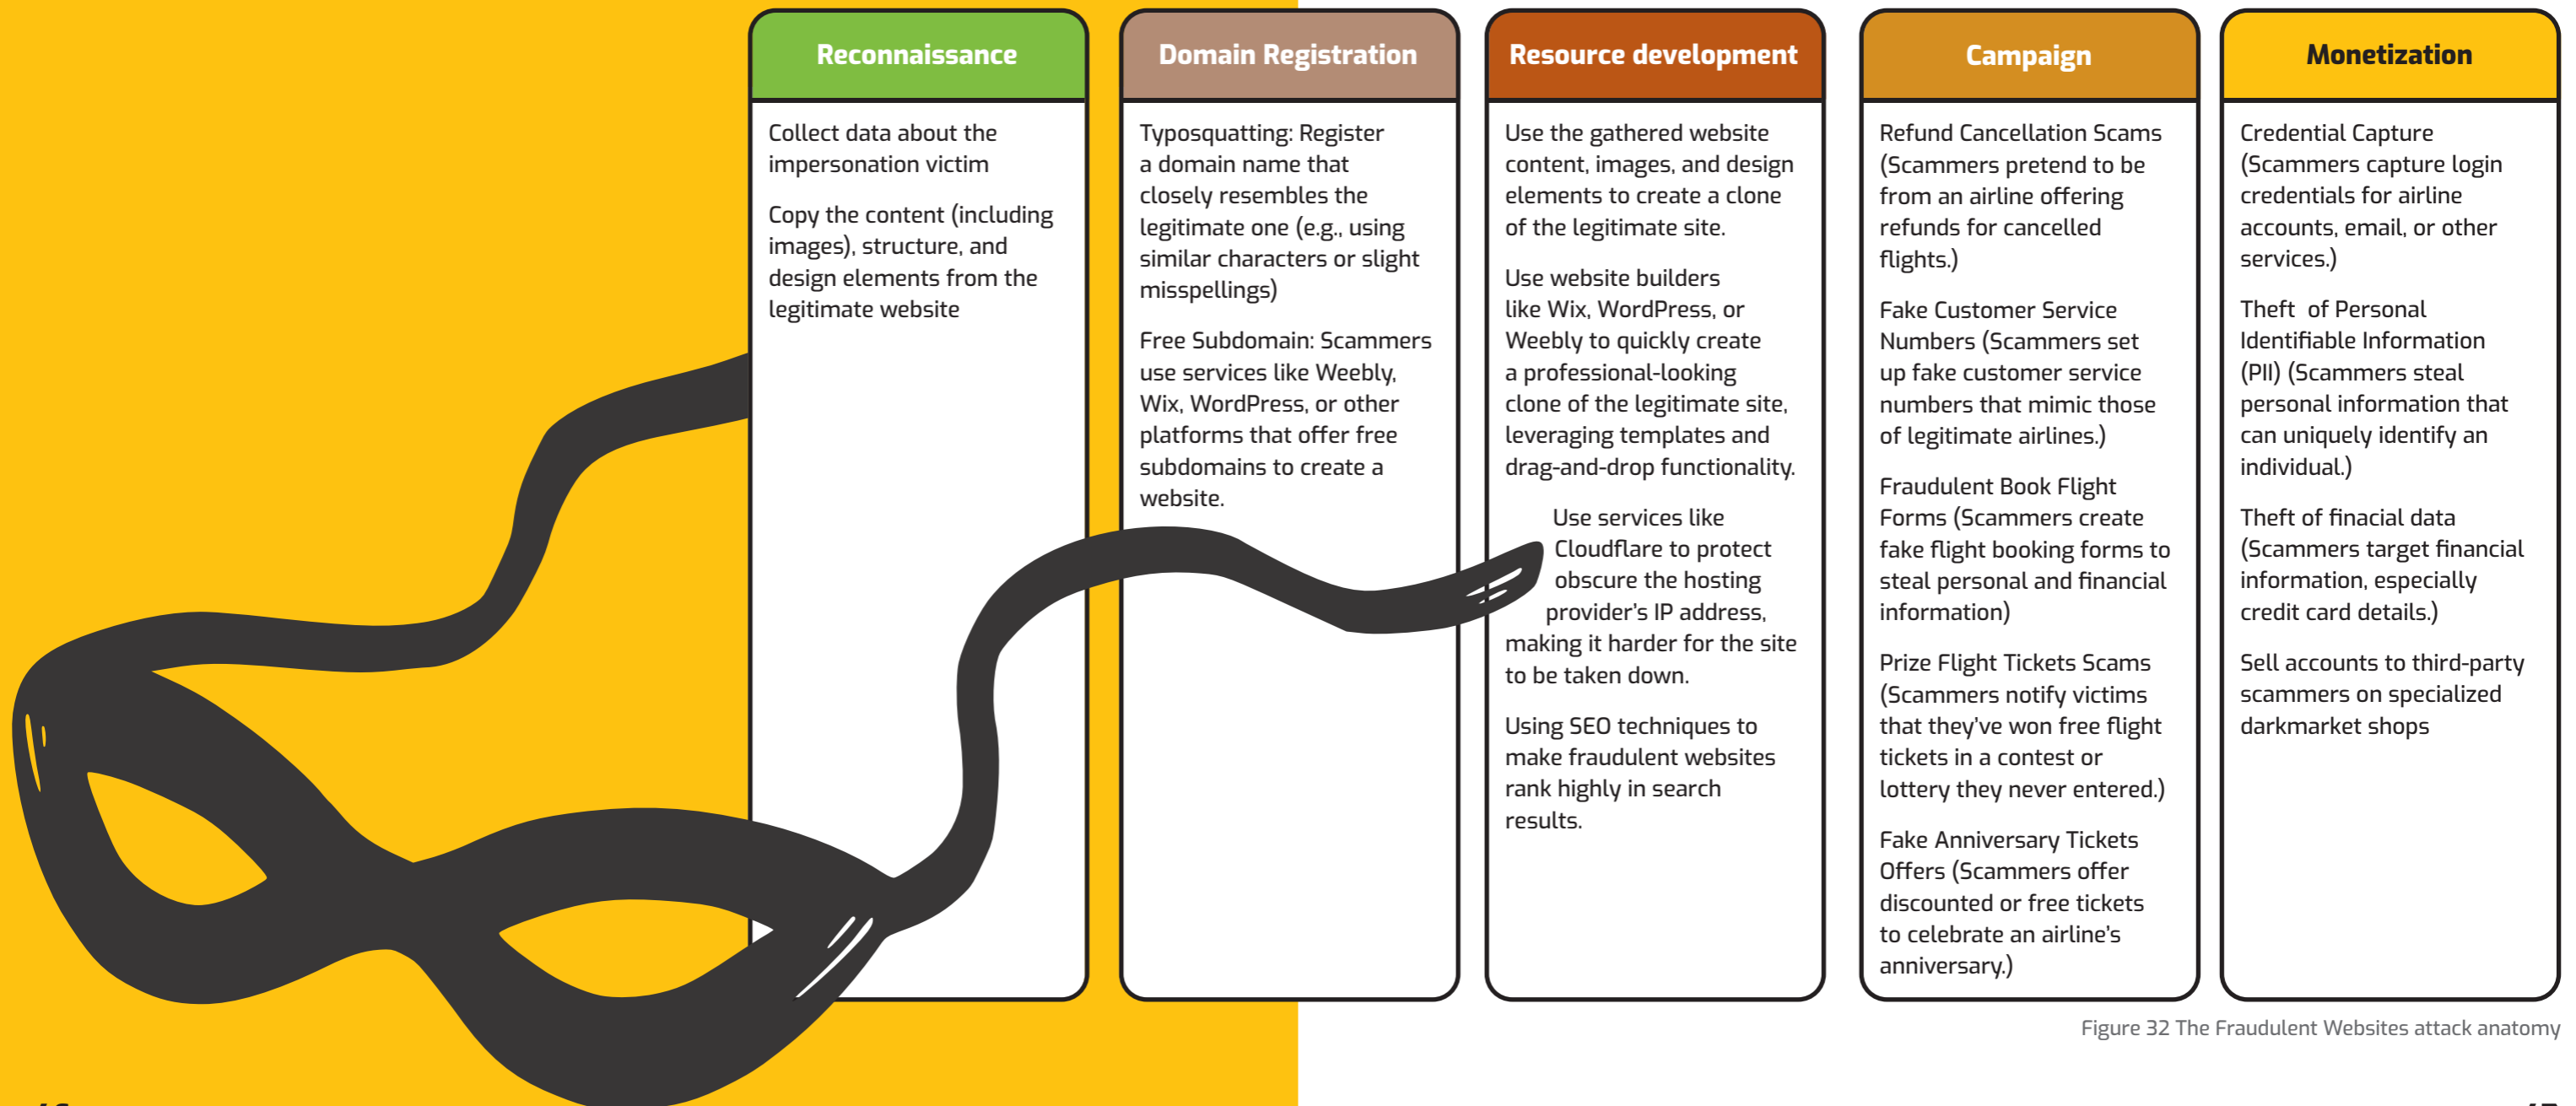 Reconnaissance
Collect data about the
impersonation victim
Copy the content (including
images), structure, and
design elements from the
legitimate website
Domain Registration
Typosquatting: Register
a domain name that
closely resembles the
legitimate one (e.g., using
similar characters or slight
misspellings)
Free Subdomain: Scammers
use services like Weebly,
Wix, WordPress, or other
platforms that offer free
subdomains to create a
website.
Resource development
Use the gathered website
content, images, and design
elements to create a clone
of the legitimate site.
Use website builders
like Wix, WordPress, or
Weebly to quickly create
a professional-looking
clone of the legitimate site,
leveraging templates and
drag-and-drop functionality.
Use services like
Cloudflare to protect
obscure the hosting
provider's IP address,
making it harder for the site
to be taken down.
Using SEO techniques to
make fraudulent websites
rank highly in search
results.
Campaign
Refund Cancellation Scams
(Scammers pretend to be
from an airline offering
refunds for cancelled
flights.)
Fake Customer Service
Numbers (Scammers set
up fake customer service
numbers that mimic those
of legitimate airlines.)
Fraudulent Book Flight
Forms (Scammers create
fake flight booking forms to
steal personal and financial
information)
Prize Flight Tickets Scams
(Scammers notify victims
that they've won free flight
tickets in a contest or
lottery they never entered.)
Fake Anniversary Tickets
Offers (Scammers offer
discounted or free tickets
to celebrate an airline's
anniversary.)
Monetization
Credential Capture
(Scammers capture login
credentials for airline
accounts, email, or other
services.)
Theft of Personal
Identifiable Information
(PII) (Scammers steal
personal information that
can uniquely identify an
individual.)
Theft of finacial data
(Scammers target financial
information, especially
credit card details.)
Sell accounts to third-party
scammers on specialized
darkmarket shops
Figure 32 The Fraudulent Websites attack anatomy